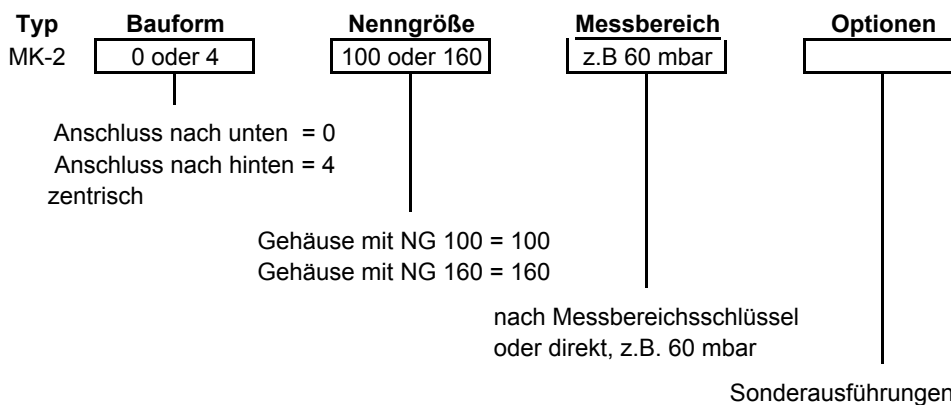 Typ Bauform Nenngröße Messbereich Optionen
MK-2 0 oder 4 100 oder 160 z.B 60 mbar
Anschluss nach unten = 0
Anschluss nach hinten = 4
zentrisch
Gehäuse mit NG 100 = 100
Gehäuse mit NG 160 = 160
nach Messbereichsschlüssel
oder direkt, z.B. 60 mbar
Sonderausführungen